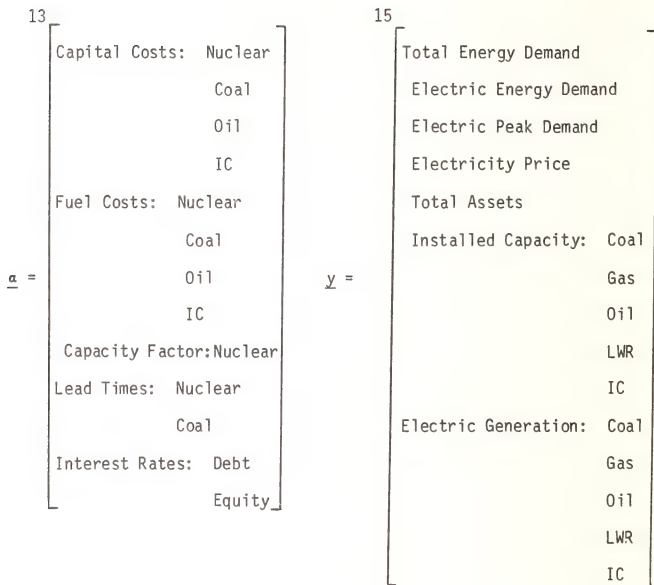 13
Capital Costs: Nuclear
Coal
Oil
IC
Fuel Costs: Nuclear
Coal
Oil
IC
Capacity Factor:Nuclear
Lead Times: Nuclear
Coal
Interest Rates: Debt
Equity
α =
15
Total Energy Demand
Electric Energy Demand
Electric Peak Demand
Electricity Price
Total Assets
Installed Capacity: Coal
Gas
Oil
LWR
IC
Electric Generation: Coal
Gas
Oil
LWR
IC
y =